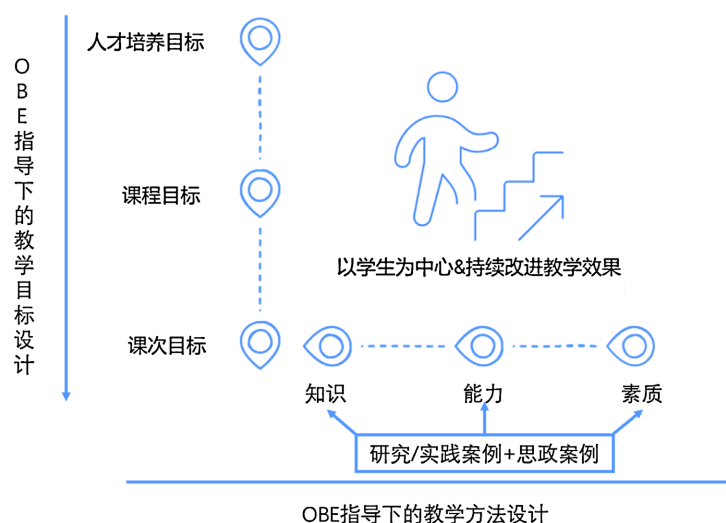 人才培养目标
OBE指导下的教学目标设计
课程目标
以学生为中心&持续改进教学效果
课次目标
知识
能力
素质
研究/实践案例+思政案例
OBE指导下的教学方法设计